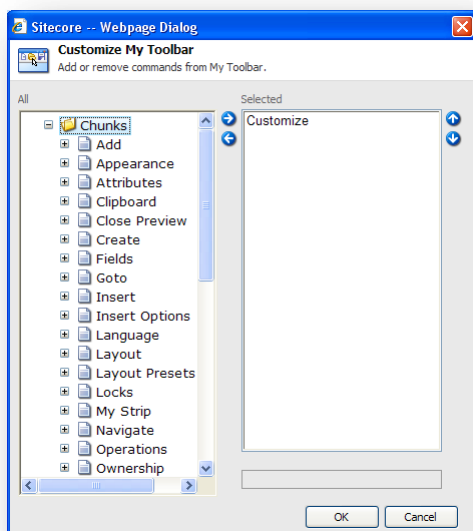 Sitecore -- Webpage Dialog
Customize My Toolbar
Add or remove commands from My Toolbar.
All
Selected
Chunks
Add
Appearance
Attributes
Clipboard
Close Preview
Create
Fields
Goto
Insert
Insert Options
Language
Layout
Layout Presets
Locks
My Strip
Navigate
Operations
Ownership
Customize
OK
Cancel